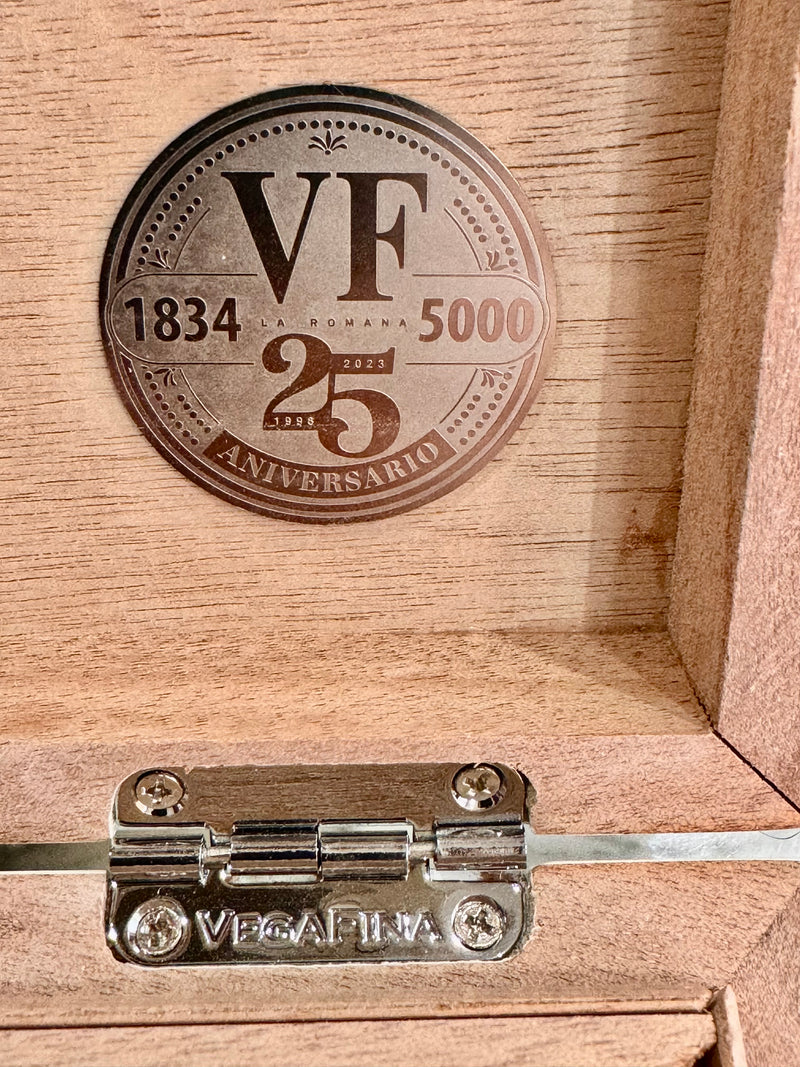 VF
1834 LA ROMANA 5000
25
2023
1998
ANIVERSARIO
VEGAFINA